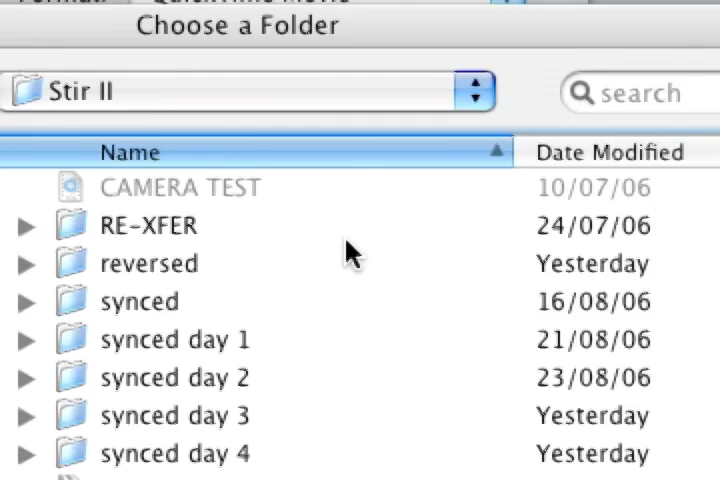 Choose a Folder
Stir II
search
Name Date Modified
CAMERA TEST 10/07/06
RE-XFER 24/07/06
reversed Yesterday
synced 16/08/06
synced day 1 21/08/06
synced day 2 23/08/06
synced day 3 Yesterday
synced day 4 Yesterday